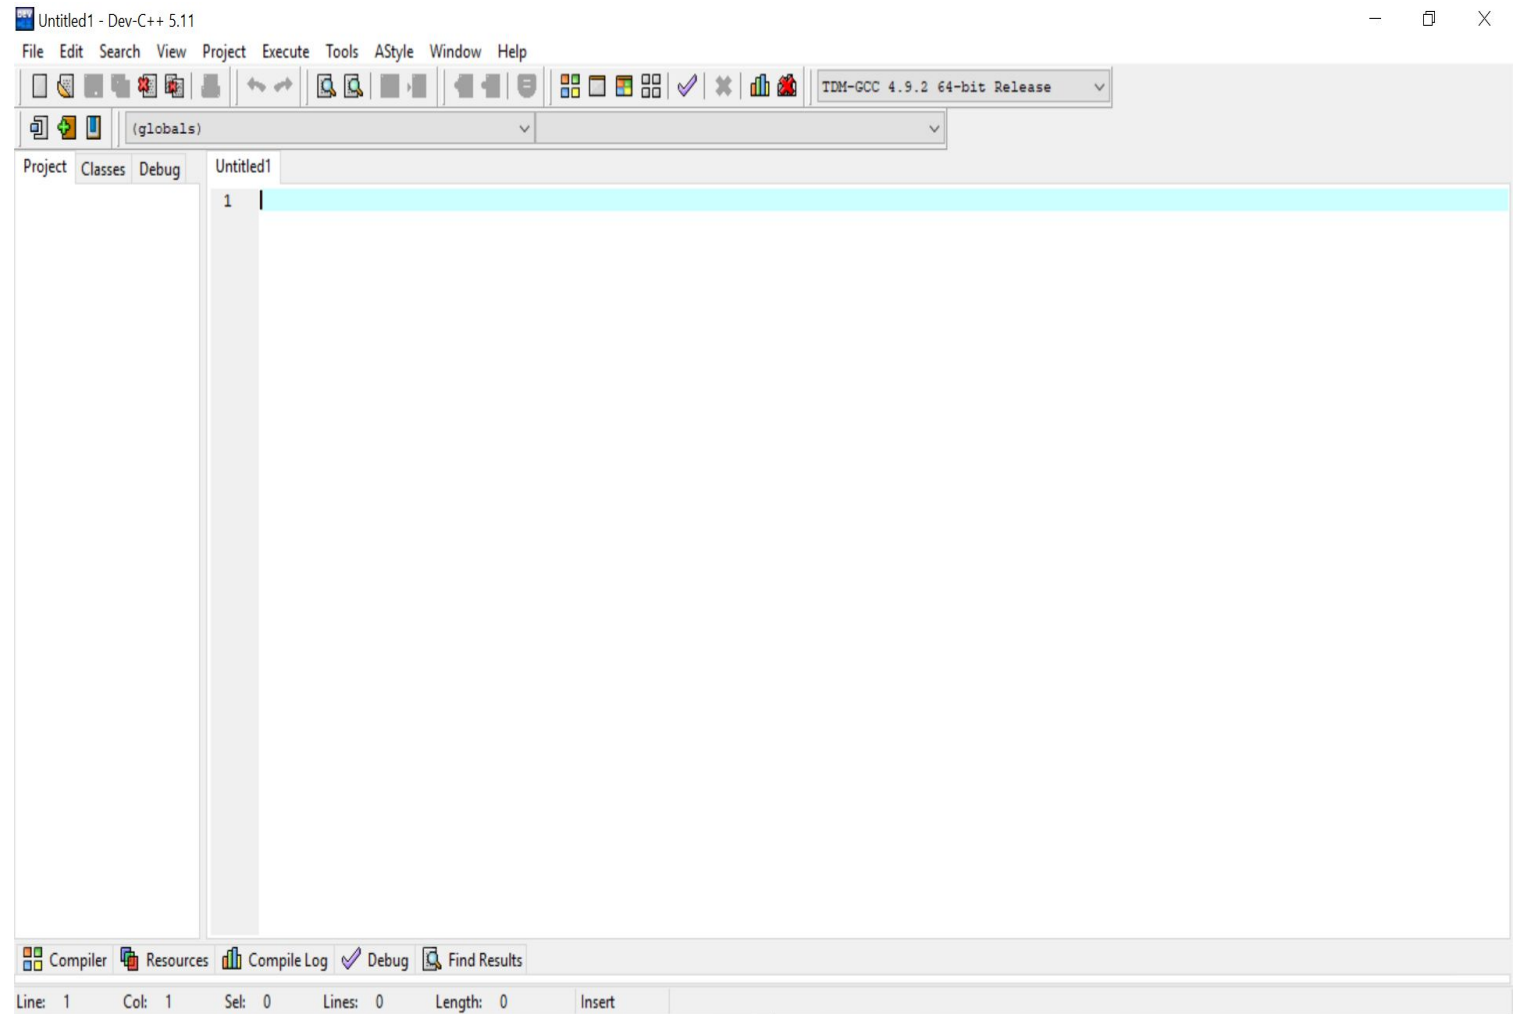 Untitled1 - Dev-C++ 5.11
File Edit Search View Project Execute Tools AStyle Window Help
TDM-GCC 4.9.2 64-bit Release
(globals)
Project Classes Debug Untitled1
1
Compiler Resources Compile Log Debug Find Results
Line: 1 Col: 1 Sel: 0 Lines: 0 Length: 0 Insert